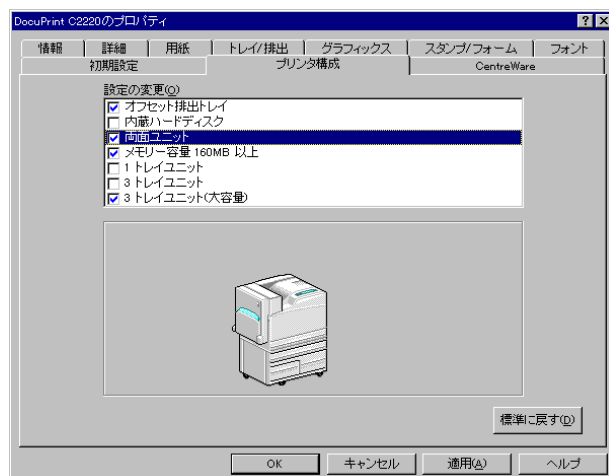 DocuPrint C2220のプロパティ
情報 詳細 用紙 トレイ/排出 グラフィックス スタンプ/フォーム フォント
初期設定 プリンタ構成 CentreWare
設定の変更(O)
オフセット排出トレイ
内蔵ハードディスク
両面ユニット
メモリー容量 160MB 以上
1 トレイユニット
3 トレイユニット
3 トレイユニット(大容量)
標準に戻す(D)
OK キャンセル 適用(A) ヘルプ